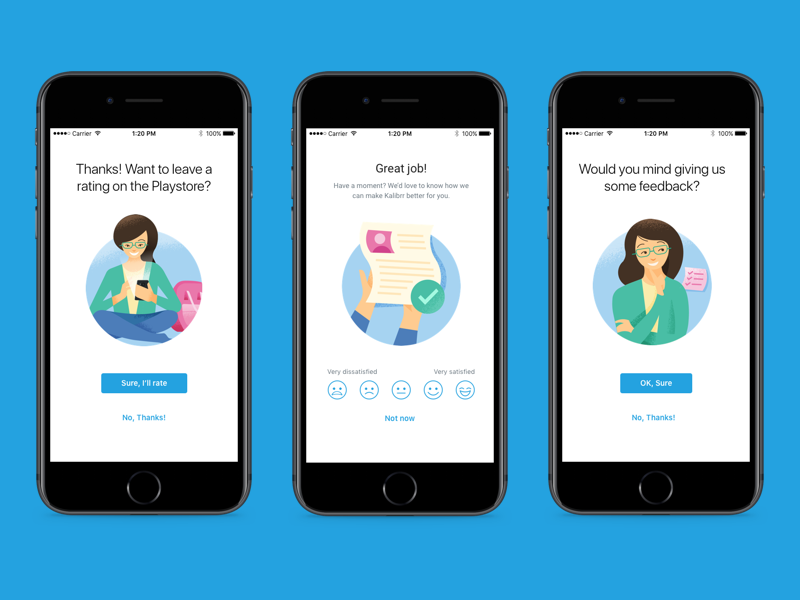 ●●●●○ Carrier 1:20 PM 100%
Thanks! Want to leave a
rating on the Playstore?
Sure, I'll rate
No, Thanks!
●●●●○ Carrier 1:20 PM 100%
Great job!
Have a moment? We'd love to know how we
can make Kalibrr better for you.
Very dissatisfied Very satisfied
Not now
●●●●○ Carrier 1:20 PM 100%
Would you mind giving us
some feedback?
OK, Sure
No, Thanks!